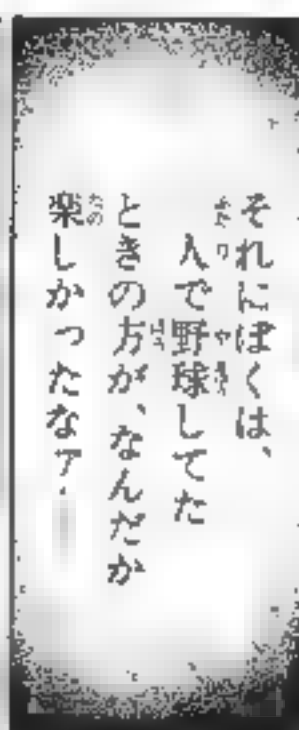 それにぼくは、
二人で野球してた
ときの方が、なんだか
楽しかったなァ…